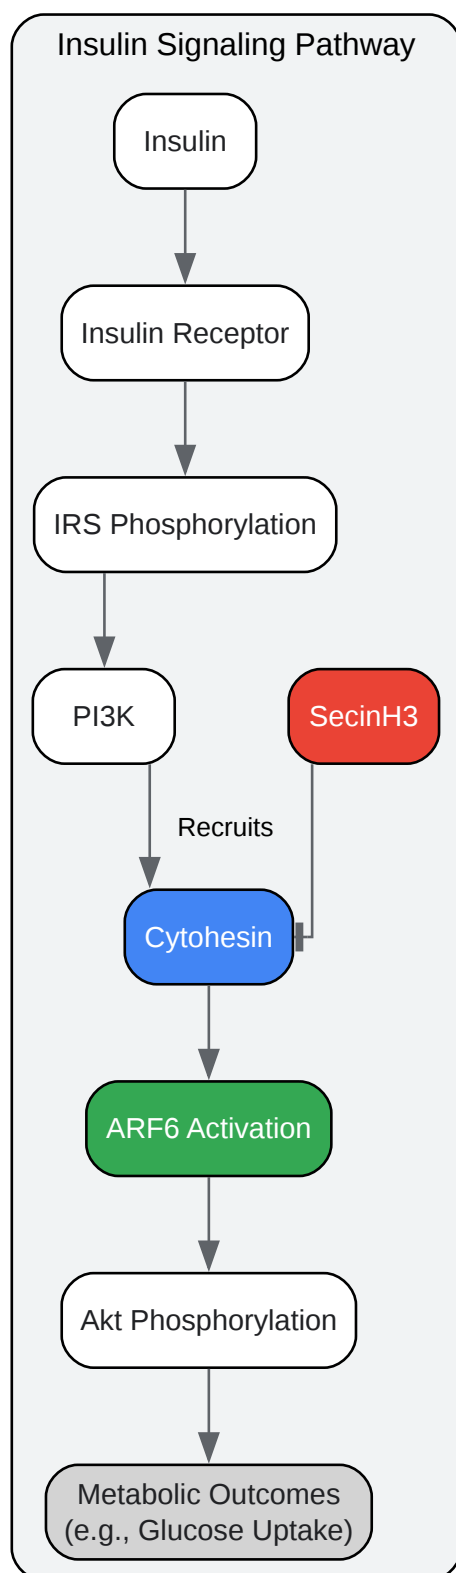 Insulin Signaling Pathway
Insulin
Insulin Receptor
IRS Phosphorylation
PI3K
SecinH3
Recruits
Cytohesin
ARF6 Activation
Akt Phosphorylation
Metabolic Outcomes
(e.g., Glucose Uptake)